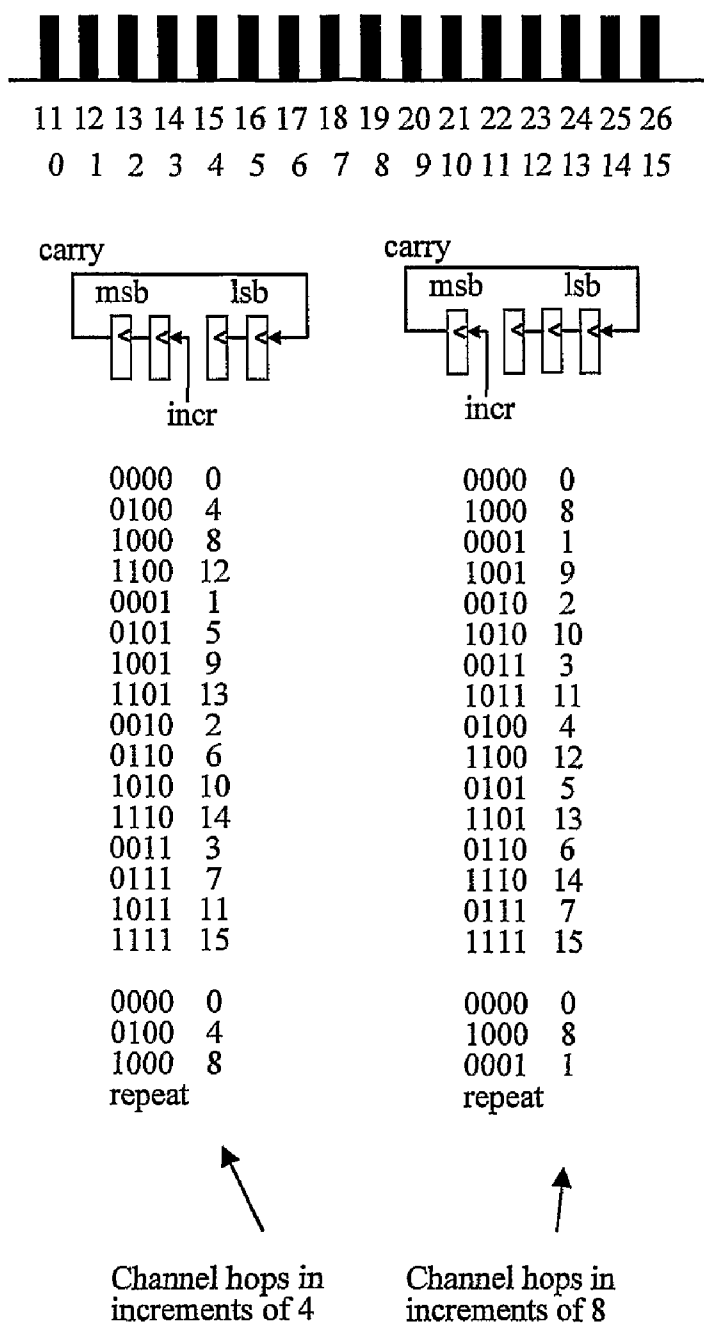 11 12 13 14 15 16 17 18 19 20 21 22 23 24 25 26
0 1 2 3 4 5 6 7 8 9 10 11 12 13 14 15
carry
msb lsb
incr
0000 0
0100 4
1000 8
1100 12
0001 1
0101 5
1001 9
1101 13
0010 2
0110 6
1010 10
1110 14
0011 3
0111 7
1011 11
1111 15
0000 0
0100 4
1000 8
repeat
Channel hops in
increments of 4
carry
msb lsb
incr
0000 0
1000 8
0001 1
1001 9
0010 2
1010 10
0011 3
1011 11
0100 4
1100 12
0101 5
1101 13
0110 6
1110 14
0111 7
1111 15
0000 0
1000 8
0001 1
repeat
Channel hops in
increments of 8